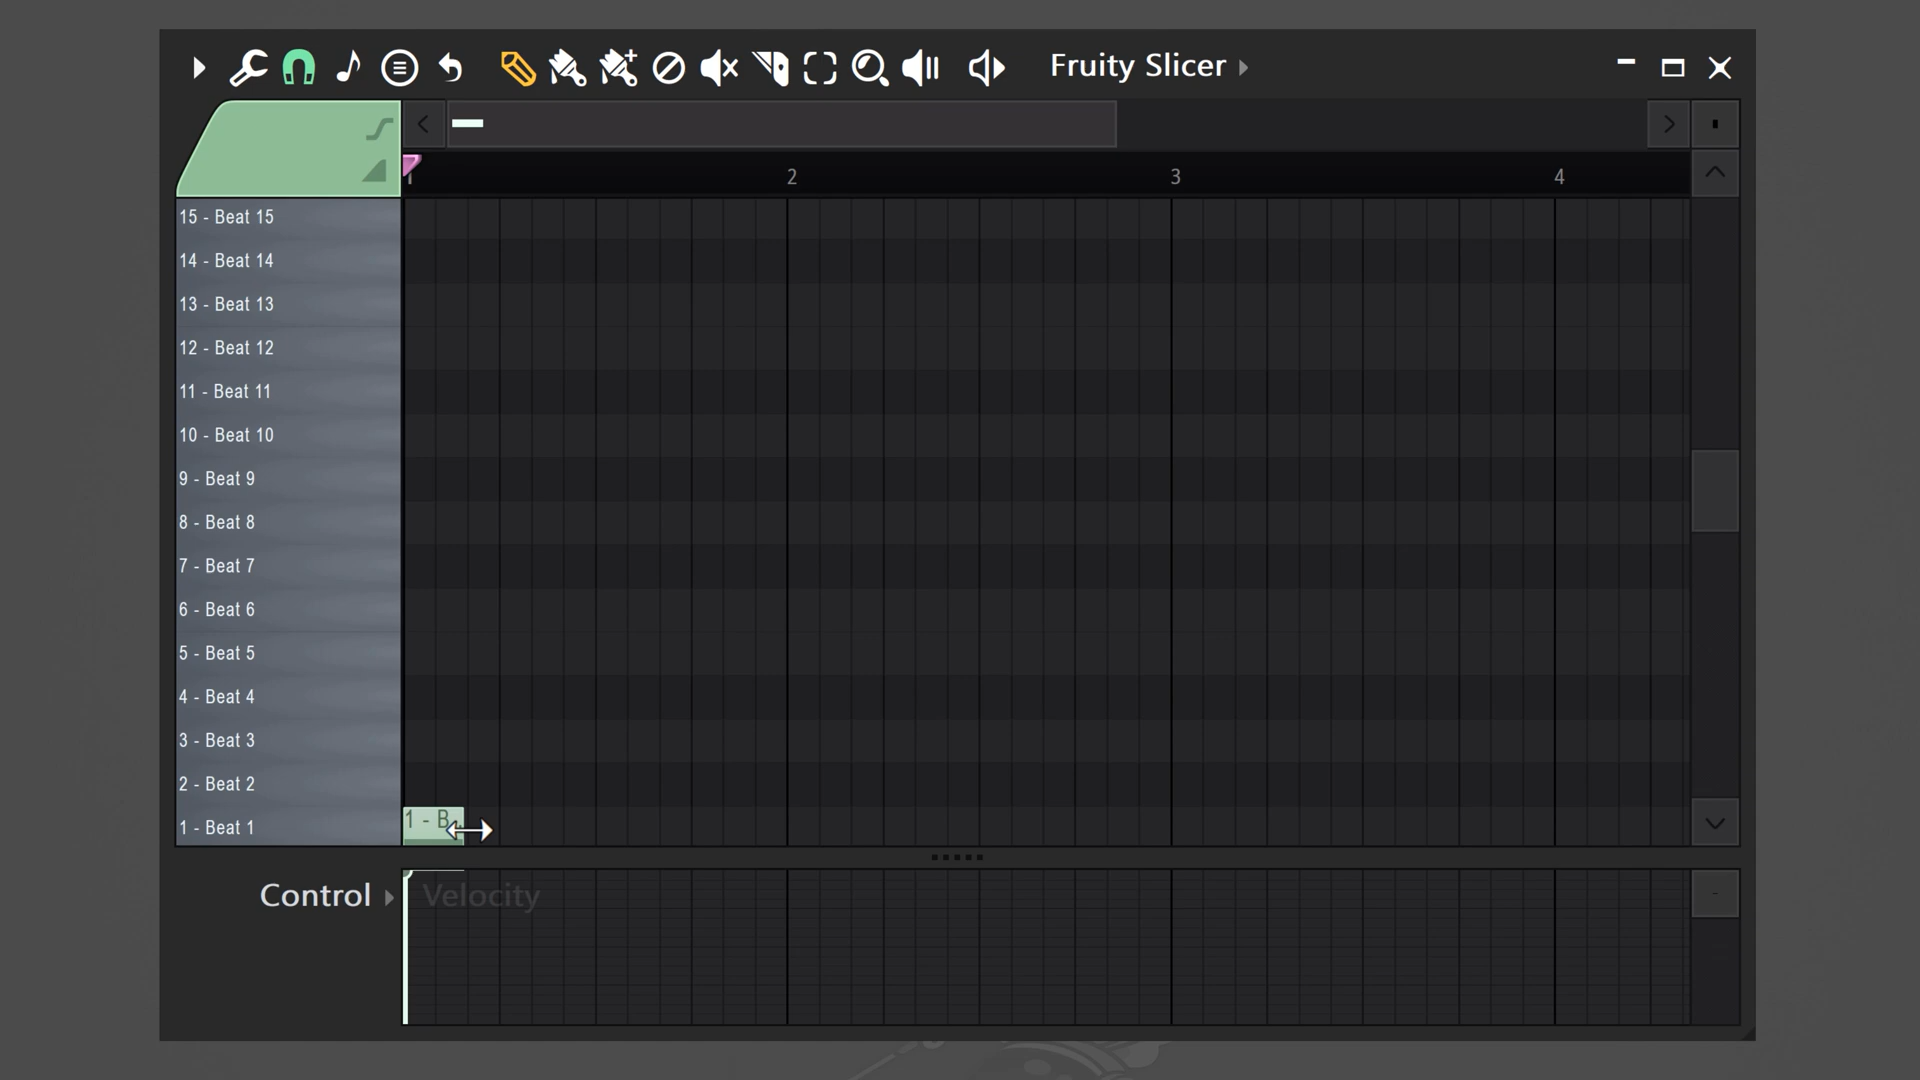 Fruity Slicer
1
2
3
4
15 - Beat 15
14 - Beat 14
13 - Beat 13
12 - Beat 12
11 - Beat 11
10 - Beat 10
9 - Beat 9
8 - Beat 8
7 - Beat 7
6 - Beat 6
5 - Beat 5
4 - Beat 4
3 - Beat 3
2 - Beat 2
1 - Beat 1
1 - B..
Control
Velocity